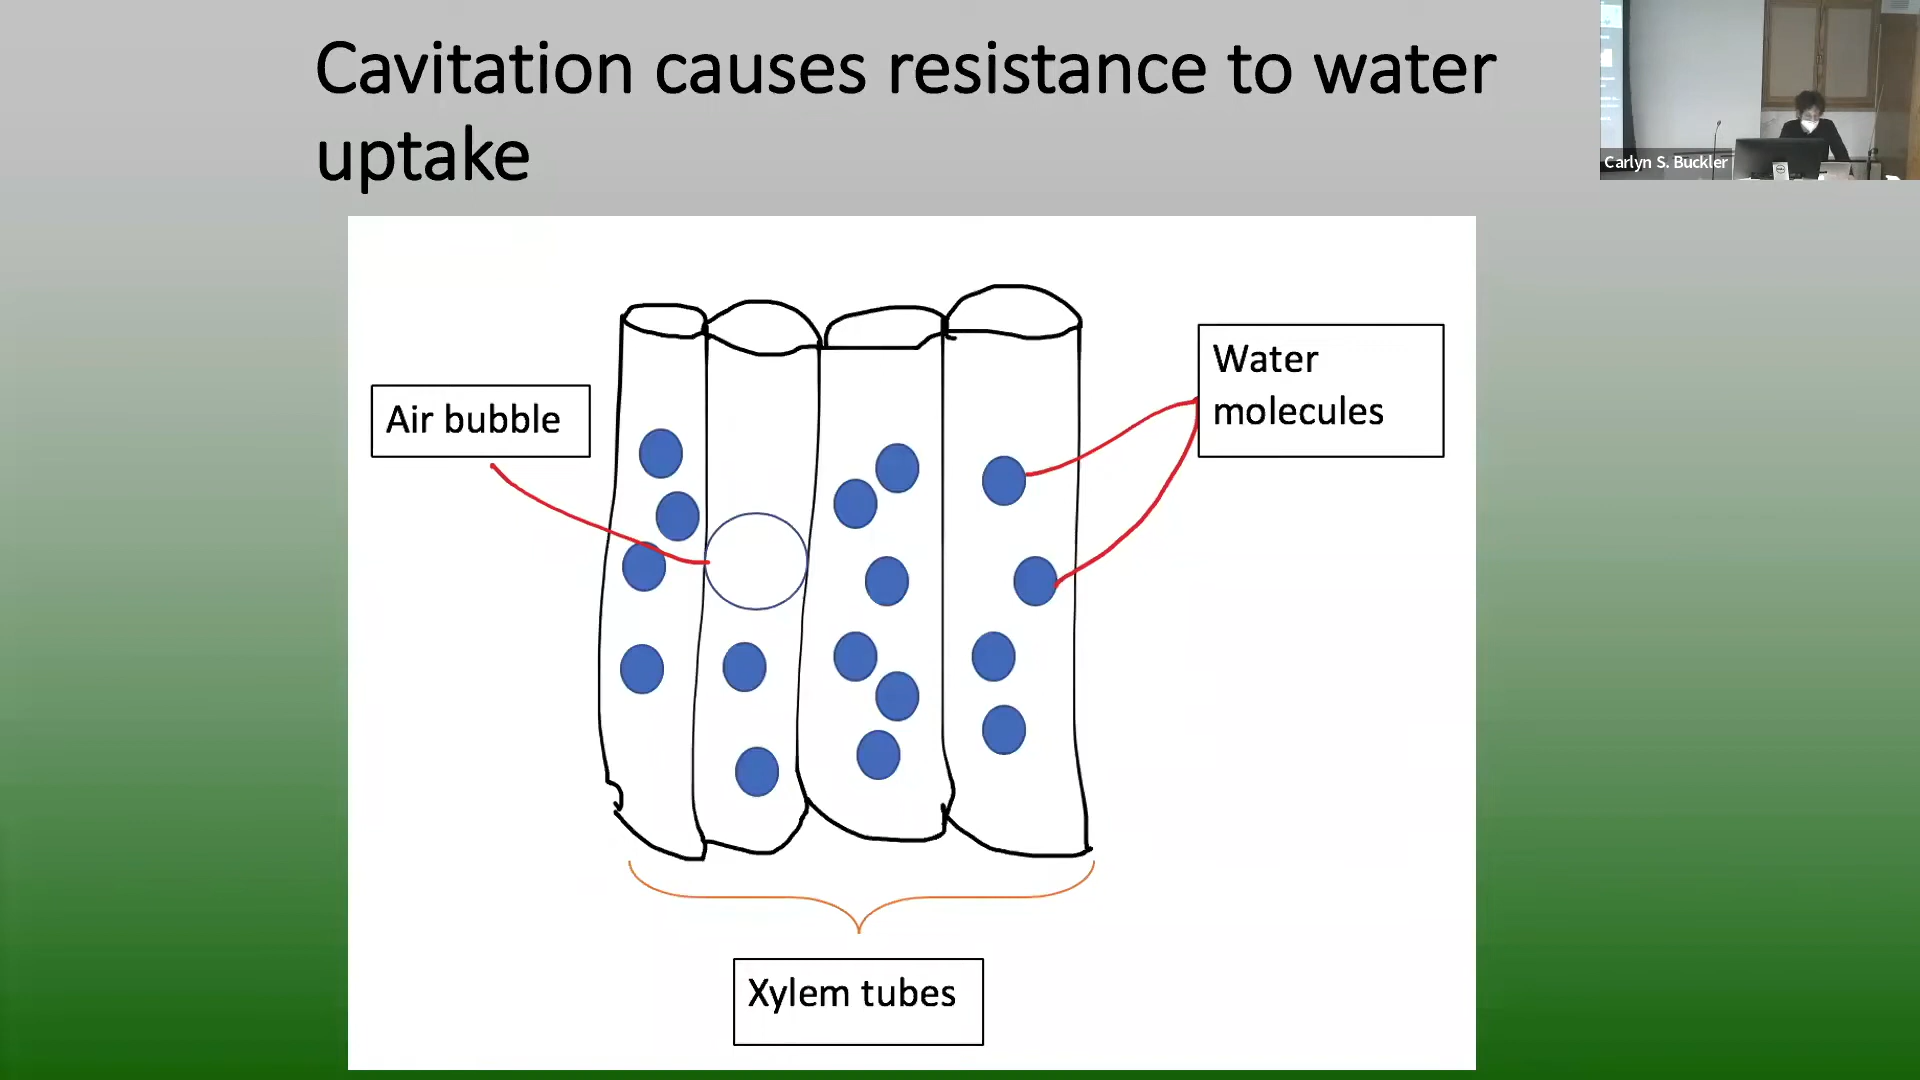 Cavitation causes resistance to water
uptake
Carlyn S. Buckler
Air bubble
Water
molecules
Xylem tubes